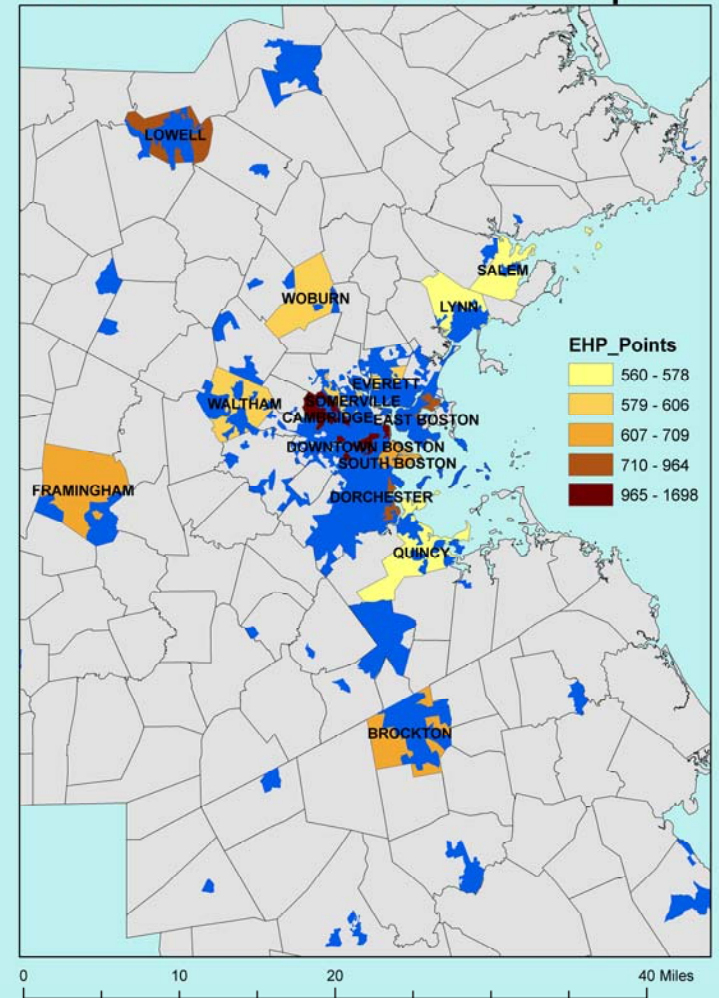 LOWELL
SALEM
WOBURN
LYNN
EHP_Points
560 - 578
579 - 606
607 - 709
710 - 964
965 - 1698
EVERETT
SOMERVILLE
WALTHAM
CAMBRIDGE EAST BOSTON
DOWNTOWN BOSTON
SOUTH BOSTON
FRAMINGHAM
DORCHESTER
QUINCY
BROCKTON
0 10 20 40 Miles